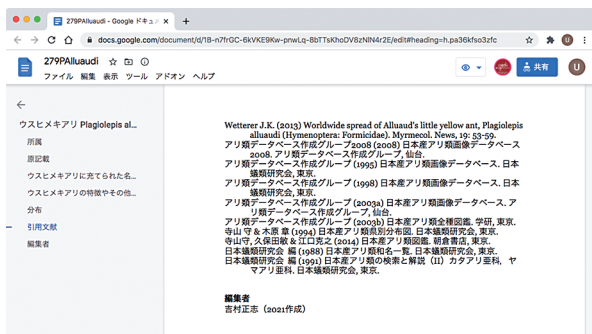 279PAlluaudi - Google ドキュ
docs.google.com/document/d/1B-n7frGC-6kVKE9Kw-pnwLq-8bTTsKhoDV8zNlN4r2E/edit#heading=h.pa36kfso3zfc
U
279PAlluaudi
ファイル 編集 表示 ツール アドオン ヘルプ
共有
U
ウスヒメキアリ Plagiolepis al...
所属
原記載
ウスヒメキアリに充てられた名...
ウスヒメキアリの特徴やその他...
分布
引用文献
編集者
Wetterer J.K. (2013) Worldwide spread of Alluaud's little yellow ant, Plagiolepis
alluaudi (Hymenoptera: Formicidae). Myrmecol. News, 19: 53-59.
アリ類データベース作成グループ2008 (2008) 日本産アリ類画像データベース
2008. アリ類データベース作成グループ, 仙台.
アリ類データベース作成グループ (1995) 日本産アリ類画像データベース. 日本
蟻類研究会, 東京.
アリ類データベース作成グループ (1998) 日本産アリ類画像データベース. 日本
蟻類研究会, 東京.
アリ類データベース作成グループ (2003a) 日本産アリ類画像データベース. ア
リ類データベース作成グループ, 仙台.
アリ類データベース作成グループ (2003b) 日本産アリ類全種図鑑. 学研, 東京.
寺山 守 & 木原 章 (1994) 日本産アリ類県別分布図. 日本蟻類研究会, 東京.
寺山守, 久保田敏 & 江口克之 (2014) 日本産アリ類図鑑. 朝倉書店, 東京.
日本蟻類研究会 編 (1988) 日本産アリ類和名一覧. 日本蟻類研究会, 東京.
日本蟻類研究会 編 (1991) 日本産アリ類の検索と解説（II）カタアリ亜科, ヤ
マアリ亜科. 日本蟻類研究会, 東京.
編集者
吉村正志（2021作成）